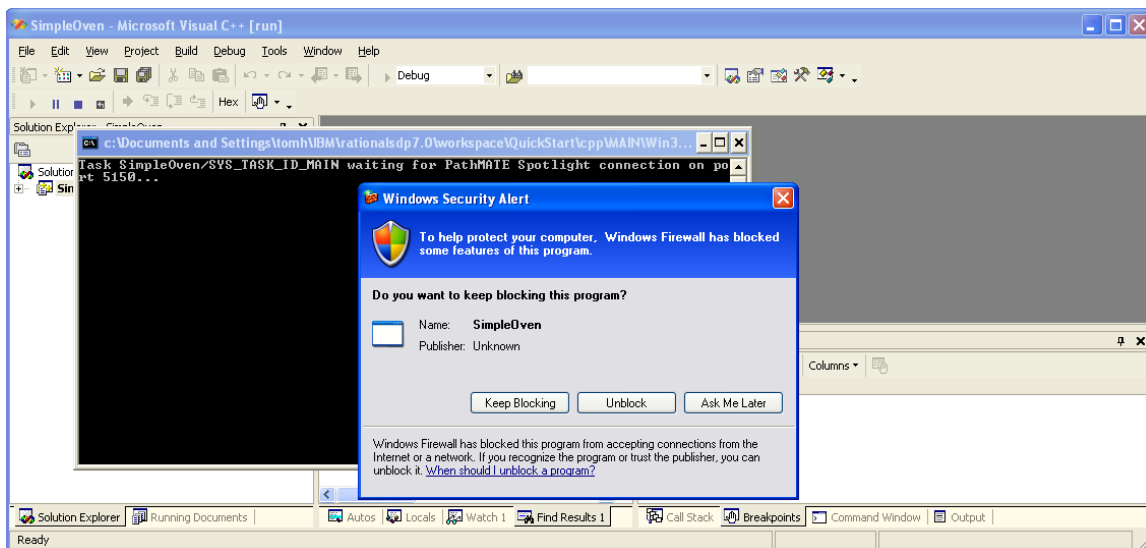 SimpleOven - Microsoft Visual C++ [run]
File Edit View Project Build Debug Tools Window Help
Debug
Hex
Solution Explorer - SimpleOven
c:\Documents and Settings\tomh\IBM\rationalsdp7.0\workspace\QuickStart\cpp\MAIN\Win3...
Task SimpleOven/SYS_TASK_ID_MAIN waiting for PathMATE Spotlight connection on po
rt 5150...
Solution
Sim
Windows Security Alert
To help protect your computer, Windows Firewall has blocked
some features of this program.
Do you want to keep blocking this program?
Name: SimpleOven
Publisher: Unknown
Columns
Keep Blocking Unblock Ask Me Later
Windows Firewall has blocked this program from accepting connections from the
Internet or a network. If you recognize the program or trust the publisher, you can
unblock it. When should I unblock a program?
Solution Explorer Running Documents Autos Locals Watch 1 Find Results 1 Call Stack Breakpoints Command Window Output
Ready